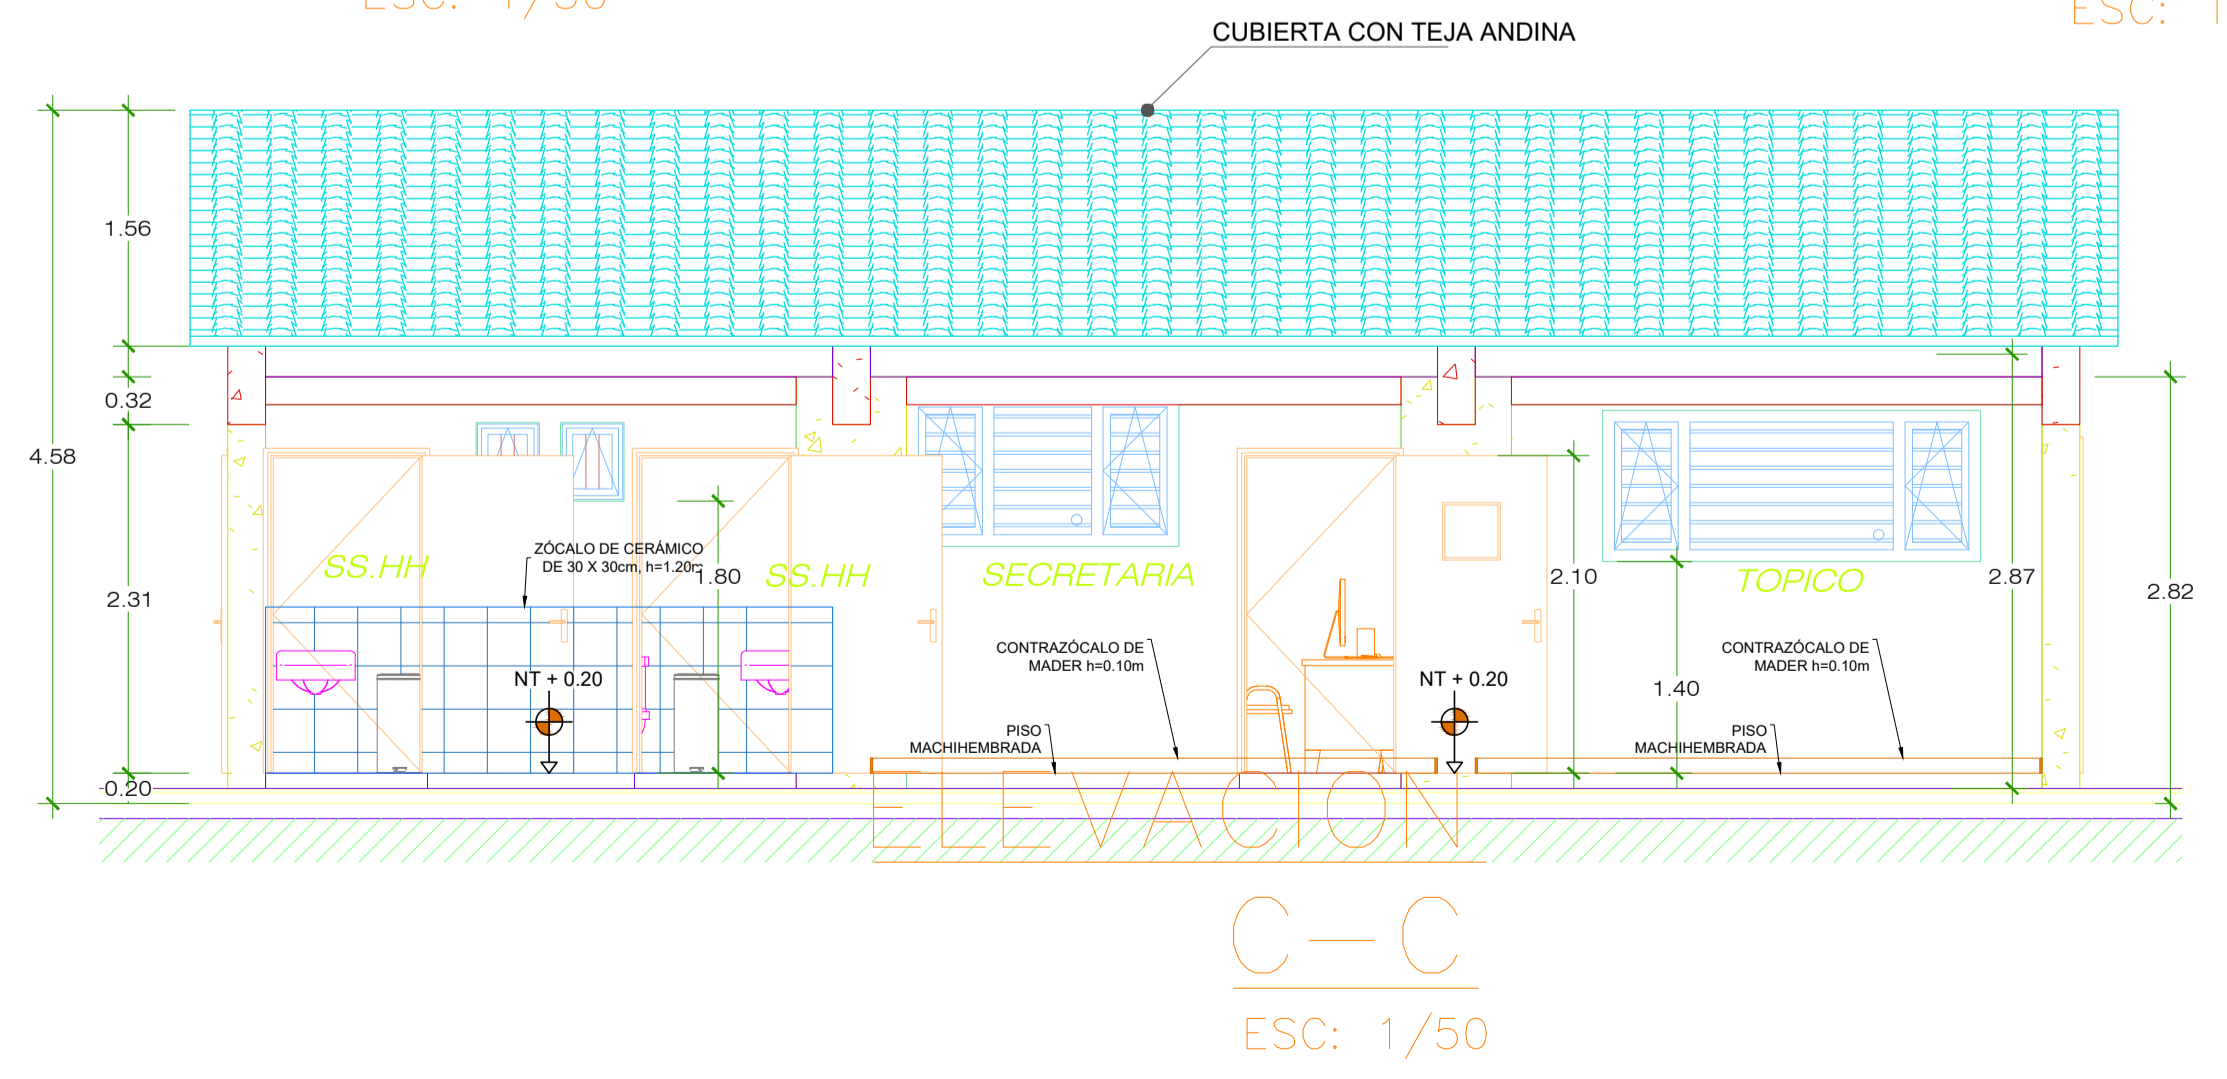 ESC: 1/50
CUBIERTA CON TEJA ANDINA
1.56
0.32
4.58
2.31
0.20
SS.HH
ZÓCALO DE CERÁMICO
DE 30 X 30cm, h=1.20m
1.80
SS.HH
SECRETARIA
2.10
TOPICO
2.87
2.82
CONTRAZÓCALO DE
MADER h=0.10m
CONTRAZÓCALO DE
MADER h=0.10m
NT + 0.20
NT + 0.20
1.40
PISO
MACHIHEMBRADA
PISO
MACHIHEMBRADA
ELEVACION
C-C
ESC: 1/50